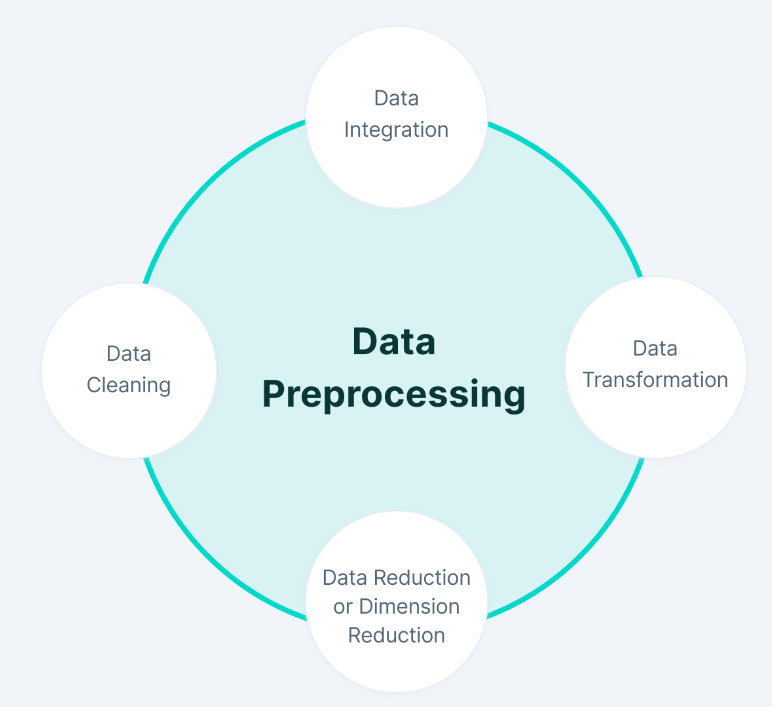 Data
Integration
Data
Cleaning
Data
Preprocessing
Data
Transformation
Data Reduction
or Dimension
Reduction